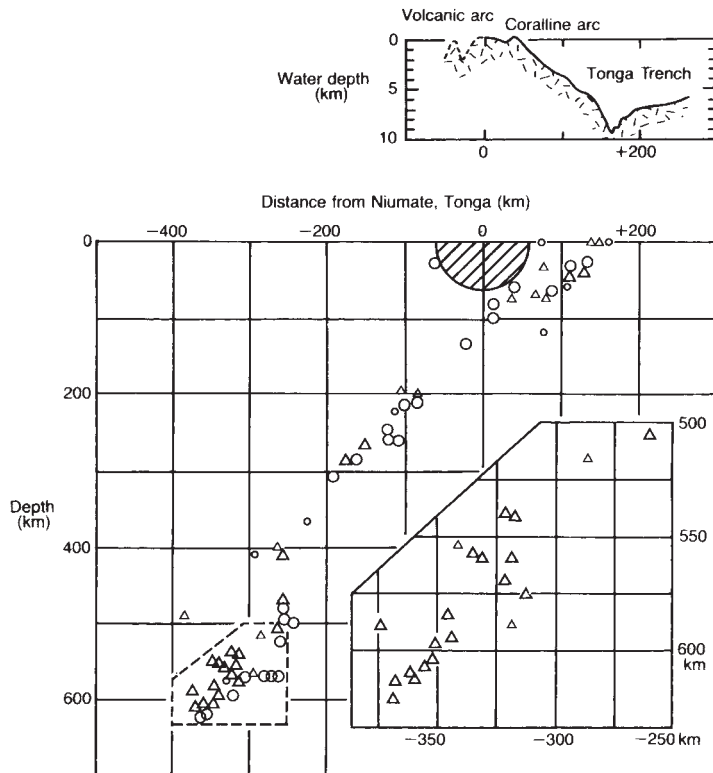 Volcanic arc
Coralline arc
0
Water depth
(km)
5
Tonga Trench
10
0
+200
Distance from Niumate, Tonga (km)
−400
−200
0
+200
0
200
500
Depth
(km)
400
550
600
km
600
−350
−300
−250 km